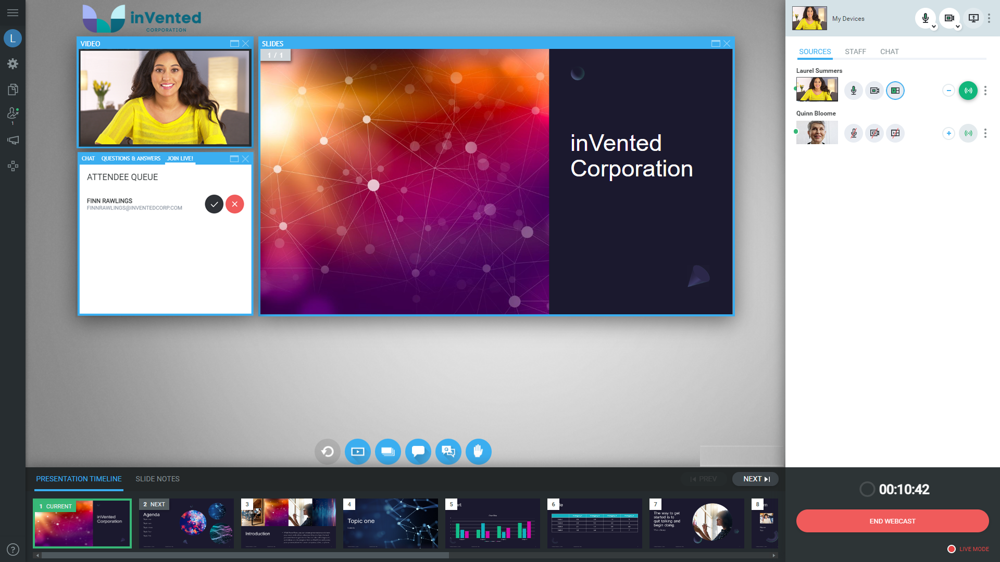 inVented
CORPORATION
L
1
VIDEO
SLIDES
1 / 1
inVented
Corporation
CHAT QUESTIONS & ANSWERS JOIN LIVE!
ATTENDEE QUEUE
FINN RAWLINGS
FINNRAWLINGS@INVENTEDCORP.COM
My Devices
SOURCES STAFF CHAT
Laurel Summers
Quinn Bloome
PRESENTATION TIMELINE SLIDE NOTES
PREV NEXT
1 CURRENT
inVented
Corporation
2 NEXT
Agenda
3
Introduction
4
Topic one
5
6
7
The way to get
started is to
quit talking and
begin doing.
8
00:10:42
END WEBCAST
LIVE MODE
?